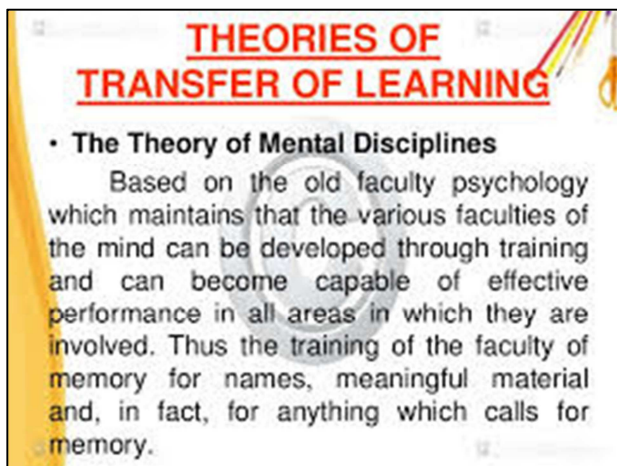 THEORIES OF
TRANSFER OF LEARNING
• The Theory of Mental Disciplines
Based on the old faculty psychology
which maintains that the various faculties of
the mind can be developed through training
and can become capable of effective
performance in all areas in which they are
involved. Thus the training of the faculty of
memory for names, meaningful material
and, in fact, for anything which calls for
memory.